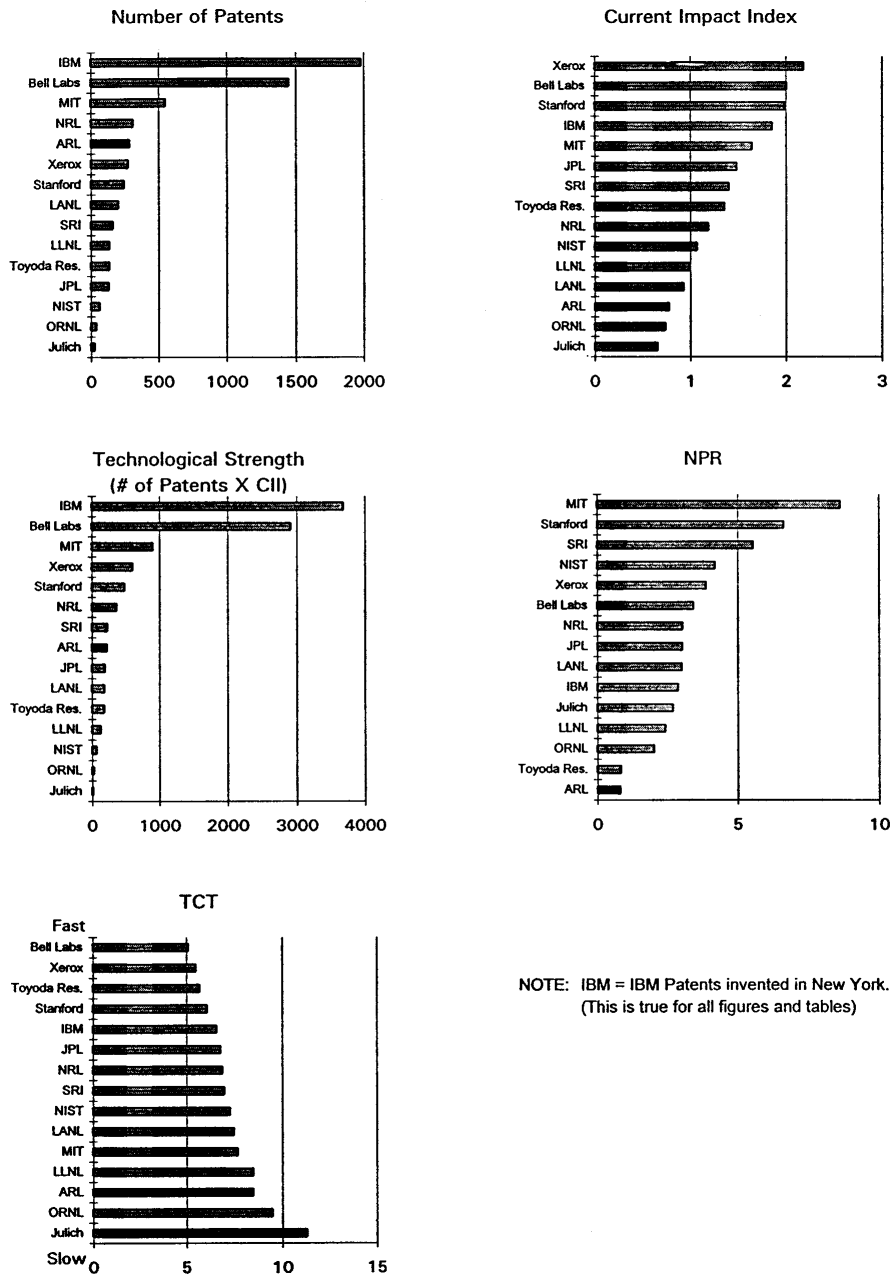 Number of Patents
IBM
Bell Labs
MIT
NRL
ARL
Xerox
Stanford
LANL
SRI
LLNL
Toyoda Res.
JPL
NIST
ORNL
Julich
0 500 1000 1500 2000
Current Impact Index
Xerox
Bell Labs
Stanford
IBM
MIT
JPL
SRI
Toyoda Res.
NRL
NIST
LLNL
LANL
ARL
ORNL
Julich
0 1 2 3
Technological Strength
(# of Patents X CII)
IBM
Bell Labs
MIT
Xerox
Stanford
NRL
SRI
ARL
JPL
LANL
Toyoda Res.
LLNL
NIST
ORNL
Julich
0 1000 2000 3000 4000
NPR
MIT
Stanford
SRI
NIST
Xerox
Bell Labs
NRL
JPL
LANL
IBM
Julich
LLNL
ORNL
Toyoda Res.
ARL
0 5 10
TCT
Fast
Bell Labs
Xerox
Toyoda Res.
Stanford
IBM
JPL
NRL
SRI
NIST
LANL
MIT
LLNL
ARL
ORNL
Julich
Slow
0 5 10 15
NOTE: IBM = IBM Patents invented in New York.
(This is true for all figures and tables)